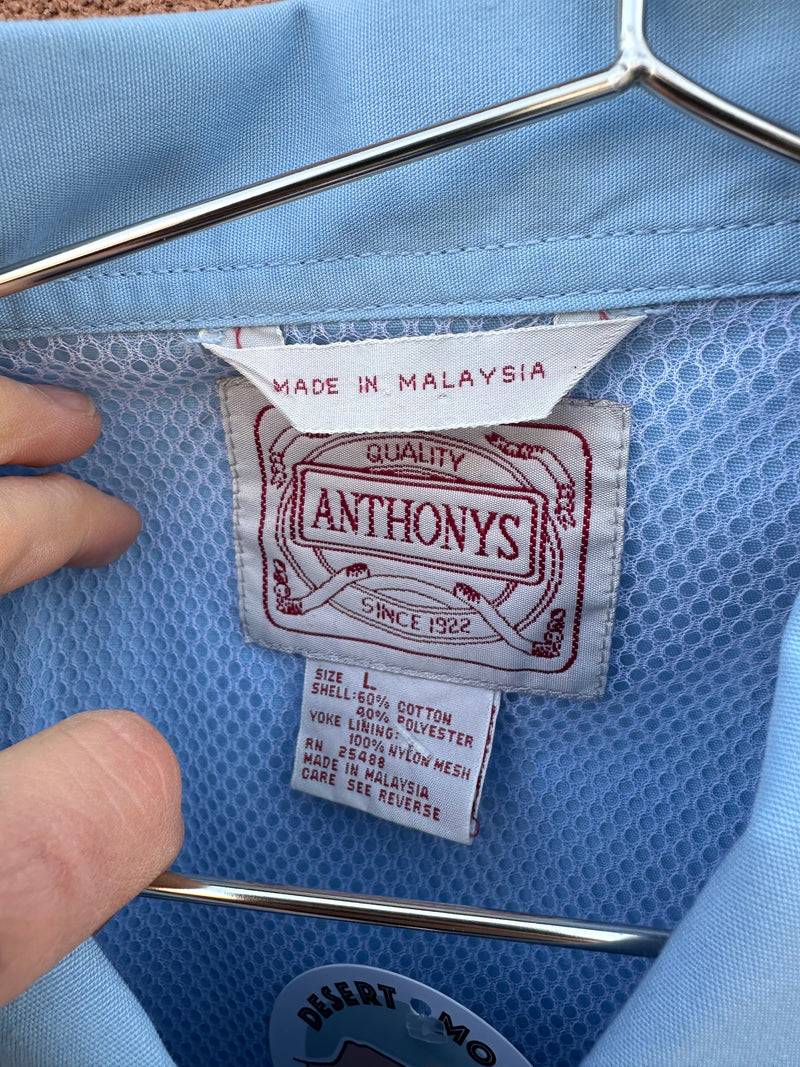 MADE IN MALAYSIA
QUALITY
ANTHONYS
SINCE 1922
SIZE L
SHELL: 60% COTTON
40% POLYESTER
YOKE LINING:
100% NYLON MESH
RN 25488
MADE IN MALAYSIA
CARE SEE REVERSE
DESERT MO